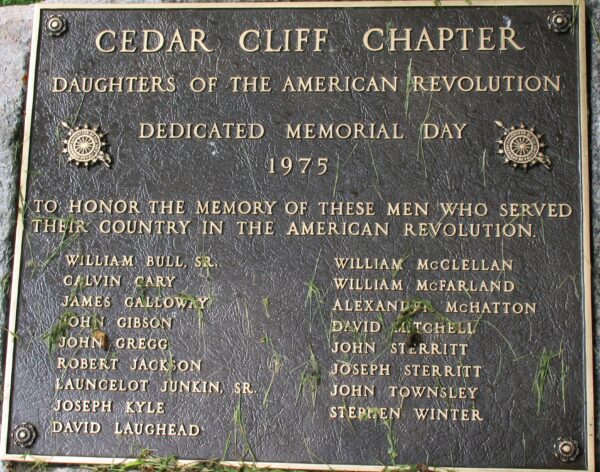 CEDAR CLIFF CHAPTER
DAUGHTERS OF THE AMERICAN REVOLUTION
DEDICATED MEMORIAL DAY
1975
TO HONOR THE MEMORY OF THESE MEN WHO SERVED
THEIR COUNTRY IN THE AMERICAN REVOLUTION.
WILLIAM BULL, SR.
CALVIN CARY
JAMES GALLOWAY
JOHN GIBSON
JOHN GREGG
ROBERT JACKSON
LAUNCELOT JUNKIN, SR.
JOSEPH KYLE
DAVID LAUGHEAD
WILLIAM McCLELLAN
WILLIAM McFARLAND
ALEXANDER McHATTON
DAVID MITCHELL
JOHN STERRITT
JOSEPH STERRITT
JOHN TOWNSLEY
STEPHEN WINTER